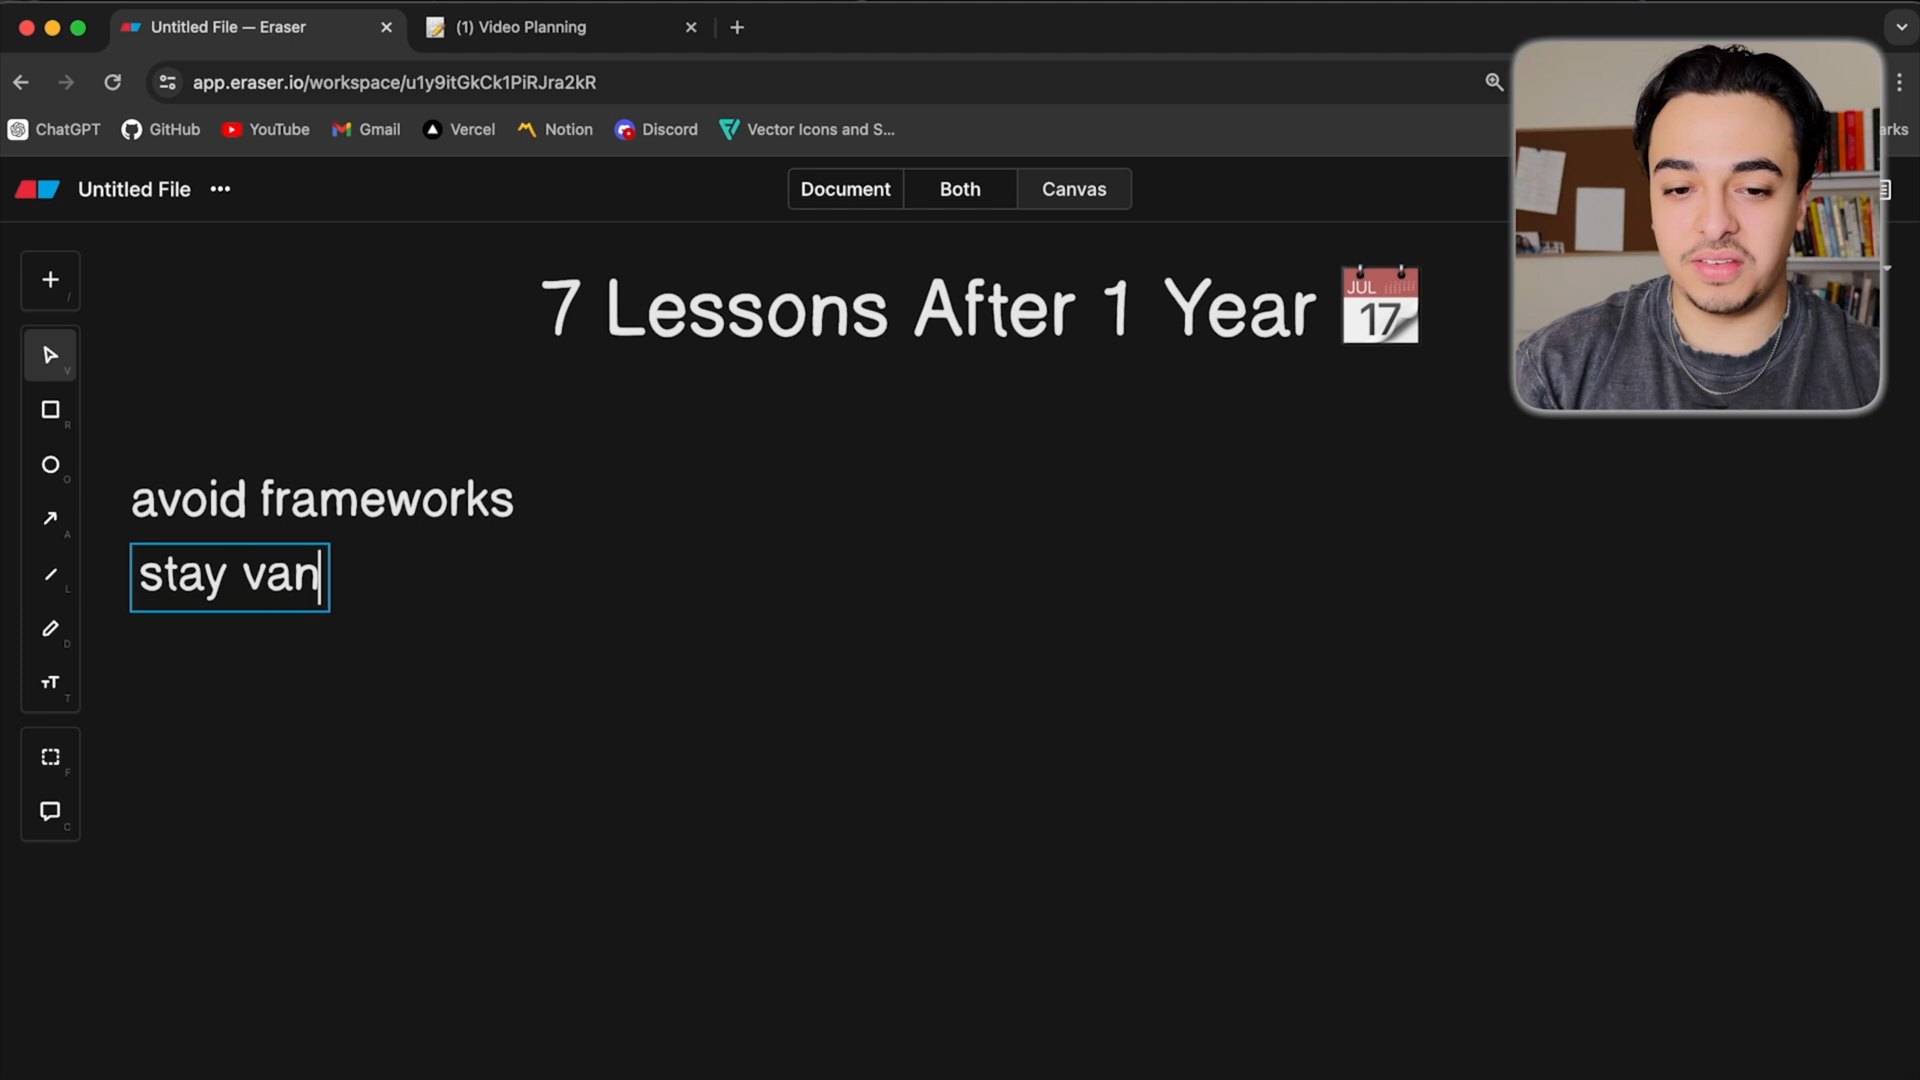 Untitled File — Eraser
(1) Video Planning
app.eraser.io/workspace/u1y9itGkCk1PiRJra2kR
ChatGPT
GitHub
YouTube
Gmail
Vercel
Notion
Discord
Vector Icons and S...
arks
Untitled File
Document
Both
Canvas
/
V
R
O
A
L
D
T
F
C
7 Lessons After 1 Year
JUL
17
avoid frameworks
stay van